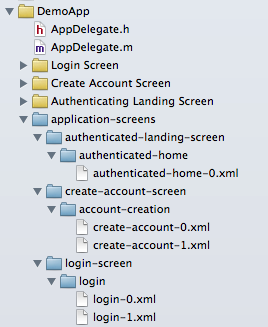 DemoApp
h AppDelegate.h
m AppDelegate.m
Login Screen
Create Account Screen
Authenticating Landing Screen
application-screens
authenticated-landing-screen
authenticated-home
authenticated-home-0.xml
create-account-screen
account-creation
create-account-0.xml
create-account-1.xml
login-screen
login
login-0.xml
login-1.xml